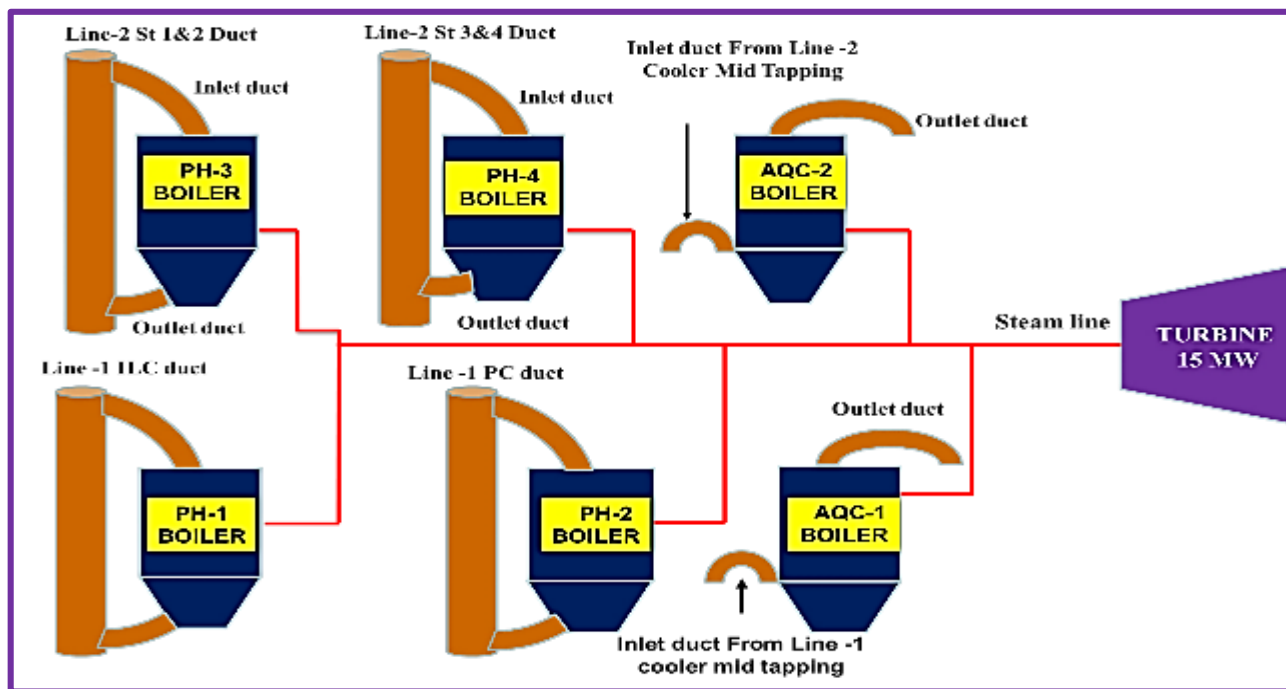 Line-2 St 1&2 Duct
Line-2 St 3&4 Duct
Inlet duct From Line -2
Cooler Mid Tapping
Inlet duct
Inlet duct
Outlet duct
PH-3
BOILER
PH-4
BOILER
AQC-2
BOILER
Outlet duct
Outlet duct
Steam line
TURBINE
15 MW
Line -1 ILC duct
Line -1 PC duct
Outlet duct
PH-1
BOILER
PH-2
BOILER
AQC-1
BOILER
Inlet duct From Line -1
cooler mid tapping